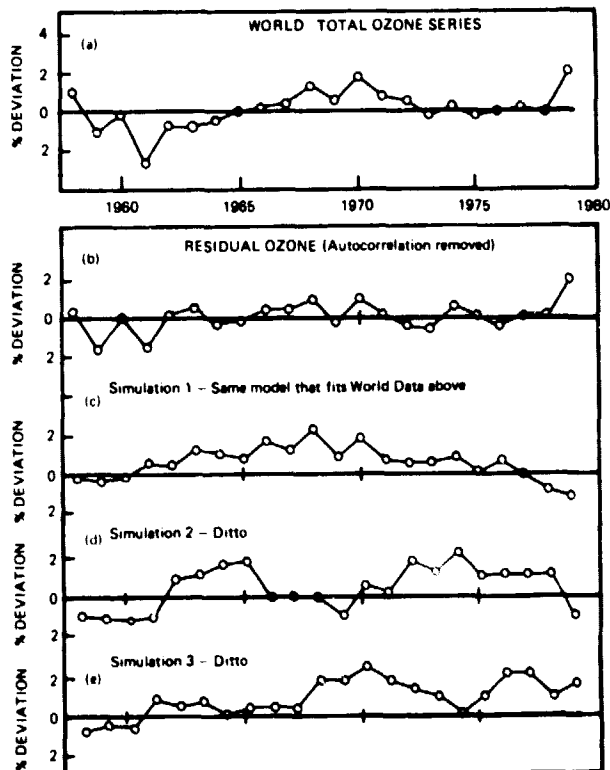 WORLD TOTAL OZONE SERIES
(a)
% DEVIATION
4
2
0
2
1960 1965 1970 1975 1980
RESIDUAL OZONE (Autocorrelation removed)
(b)
% DEVIATION
2
0
2
Simulation 1 – Same model that fits World Data above
(c)
% DEVIATION
2
0
2
Simulation 2 – Ditto
(d)
% DEVIATION
2
0
2
Simulation 3 – Ditto
(e)
% DEVIATION
2
0
2